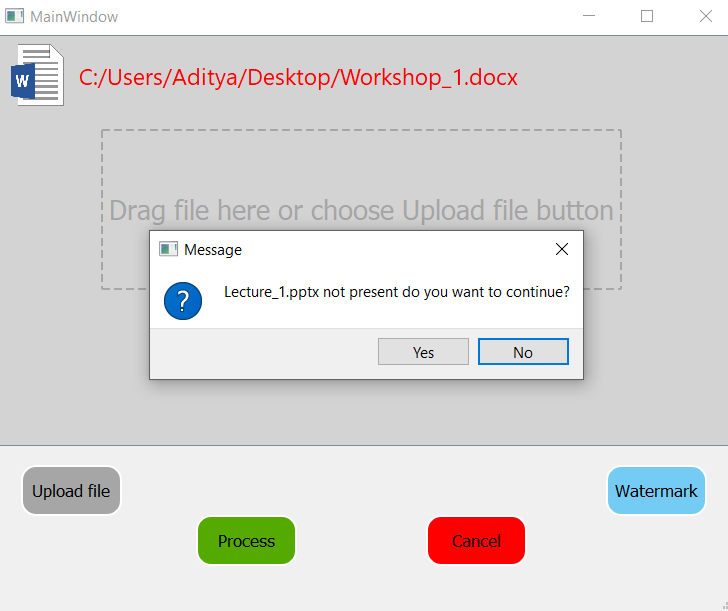 MainWindow
W
C:/Users/Aditya/Desktop/Workshop_1.docx
Drag file here or choose Upload file button
Message
?
Lecture_1.pptx not present do you want to continue?
Yes
No
Upload file
Watermark
Process
Cancel